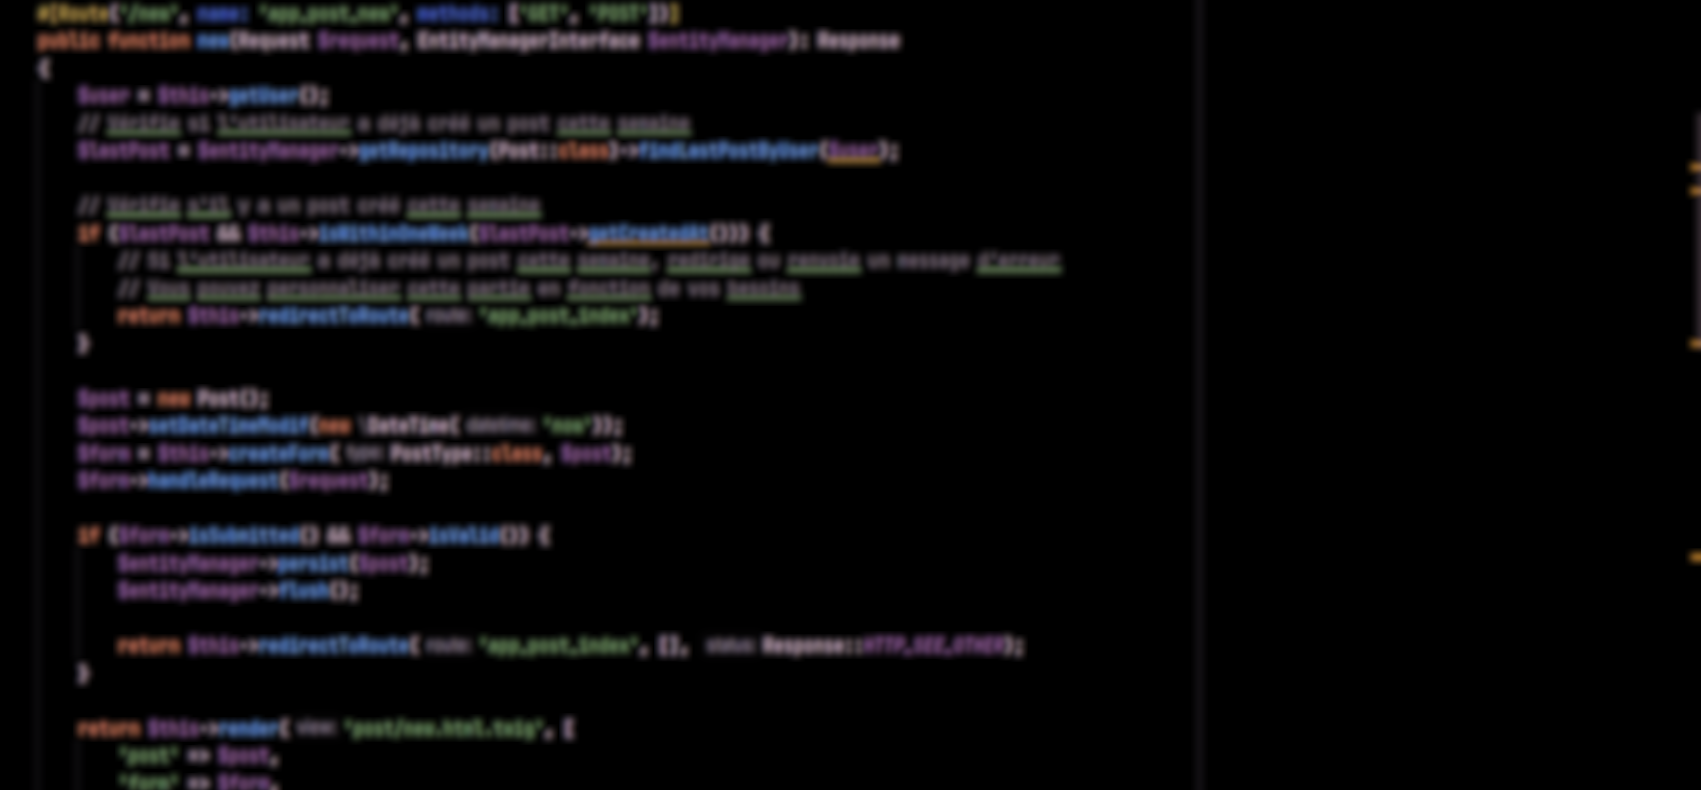 #[Route('/new', name: 'app_post_new', methods: ['GET', 'POST'])]
public function new(Request $request, EntityManagerInterface $entityManager): Response
{
$user = $this->getUser();
// Vérifie si l'utilisateur a déjà créé un post cette semaine
$lastPost = $entityManager->getRepository(Post::class)->findLastPostByUser($user);
// Vérifie s'il y a un post créé cette semaine
if ($lastPost && $this->isWithinOneWeek($lastPost->getCreatedAt())) {
// Si l'utilisateur a déjà créé un post cette semaine, redirige ou renvoie un message d'erreur
// Vous pouvez personnaliser cette partie en fonction de vos besoins
return $this->redirectToRoute( route: 'app_post_index');
}
$post = new Post();
$post->setDateTimeModif(new \DateTime( datetime: 'now'));
$form = $this->createForm( type: PostType::class, $post);
$form->handleRequest($request);
if ($form->isSubmitted() && $form->isValid()) {
$entityManager->persist($post);
$entityManager->flush();
return $this->redirectToRoute( route: 'app_post_index', [], status: Response::HTTP_SEE_OTHER);
}
return $this->render( view: 'post/new.html.twig', [
'post' => $post,
'form' => $form,